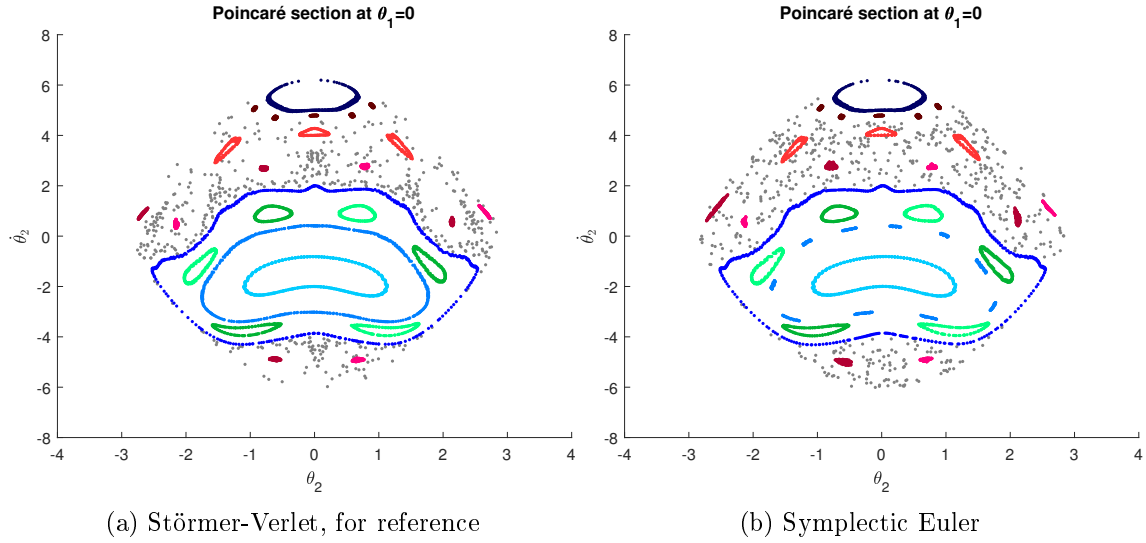 Poincaré section at θ1=0
8
6
4
2
0
-2
-4
-6
-8
θ̇2
-4 -3 -2 -1 0 1 2 3 4
θ2
(a) Störmer-Verlet, for reference
Poincaré section at θ1=0
8
6
4
2
0
-2
-4
-6
-8
θ̇2
-4 -3 -2 -1 0 1 2 3 4
θ2
(b) Symplectic Euler